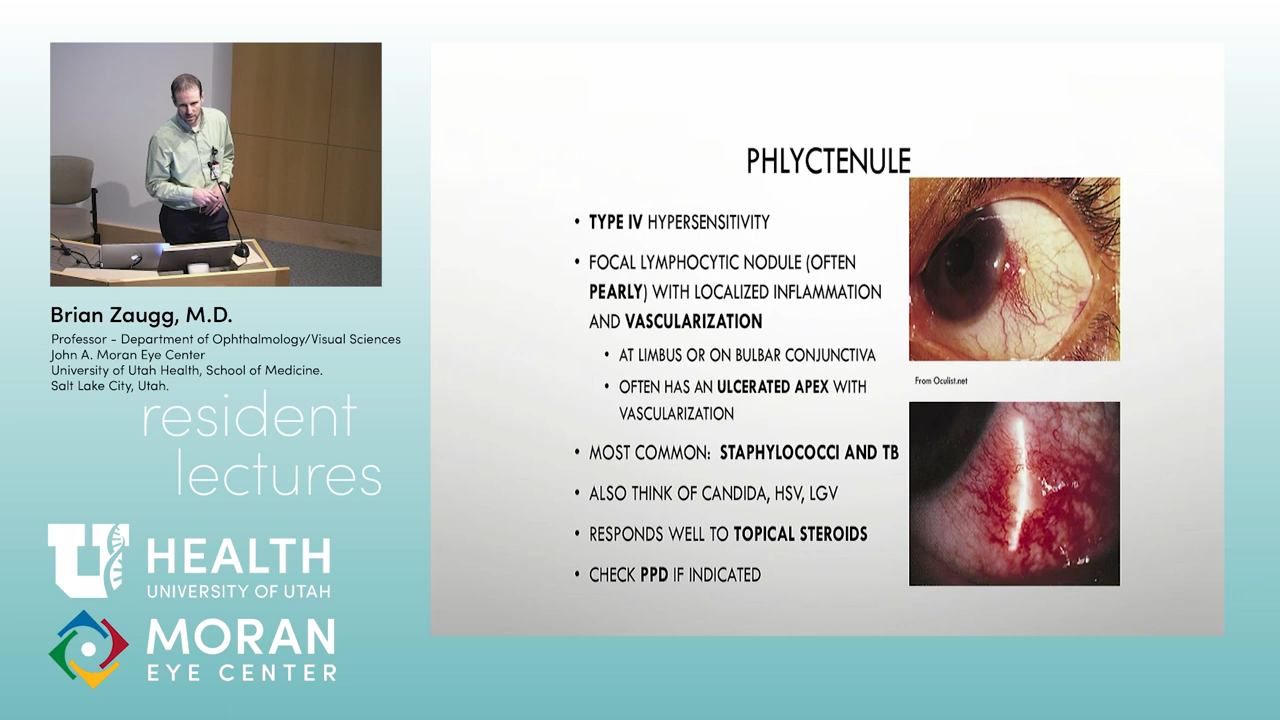 Brian Zaugg, M.D.
Professor - Department of Ophthalmology/Visual Sciences
John A. Moran Eye Center
University of Utah Health, School of Medicine.
Salt Lake City, Utah.
resident
lectures
U HEALTH
UNIVERSITY OF UTAH
MORAN
EYE CENTER
PHLYCTENULE
• TYPE IV HYPERSENSITIVITY
• FOCAL LYMPHOCYTIC NODULE (OFTEN
PEARLY) WITH LOCALIZED INFLAMMATION
AND VASCULARIZATION
• AT LIMBUS OR ON BULBAR CONJUNCTIVA
• OFTEN HAS AN ULCERATED APEX WITH
VASCULARIZATION
• MOST COMMON: STAPHYLOCOCCI AND TB
• ALSO THINK OF CANDIDA, HSV, LGV
• RESPONDS WELL TO TOPICAL STEROIDS
• CHECK PPD IF INDICATED
From Oculist.net